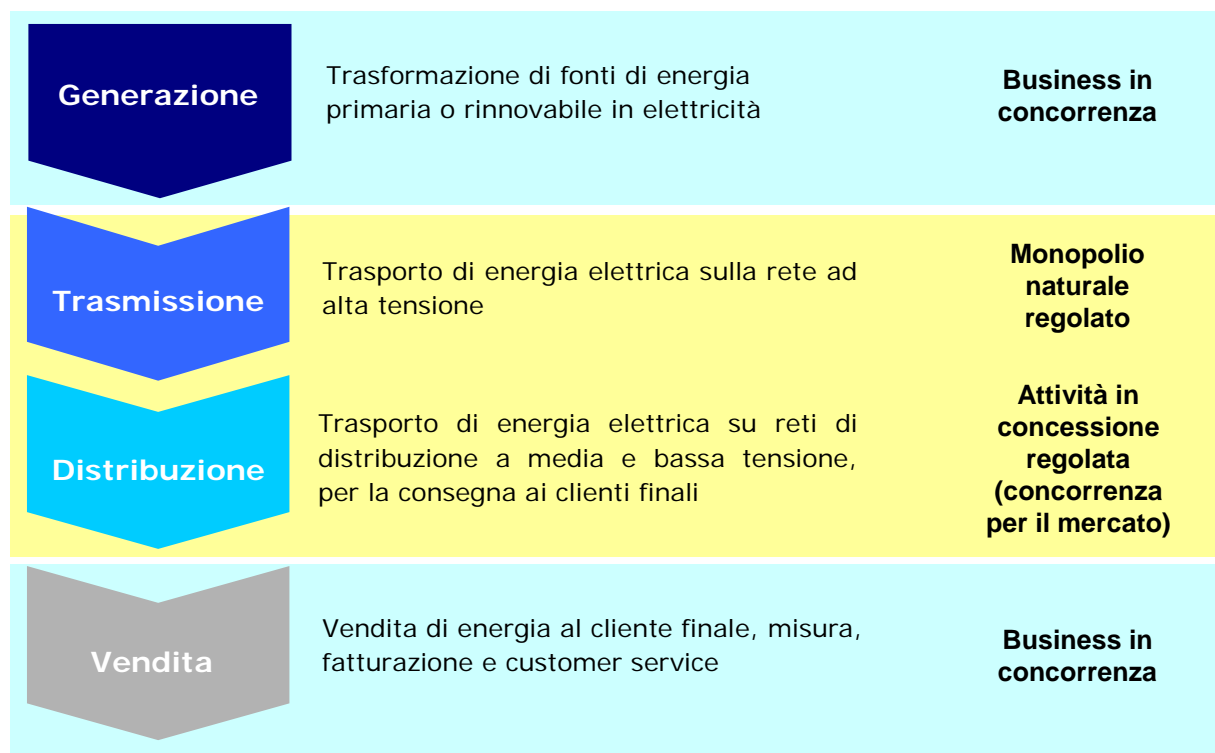 Generazione
Trasformazione di fonti di energia
primaria o rinnovabile in elettricità
Business in
concorrenza
Trasmissione
Trasporto di energia elettrica sulla rete ad
alta tensione
Monopolio
naturale
regolato
Distribuzione
Trasporto di energia elettrica su reti di
distribuzione a media e bassa tensione,
per la consegna ai clienti finali
Attività in
concessione
regolata
(concorrenza
per il mercato)
Vendita
Vendita di energia al cliente finale, misura,
fatturazione e customer service
Business in
concorrenza